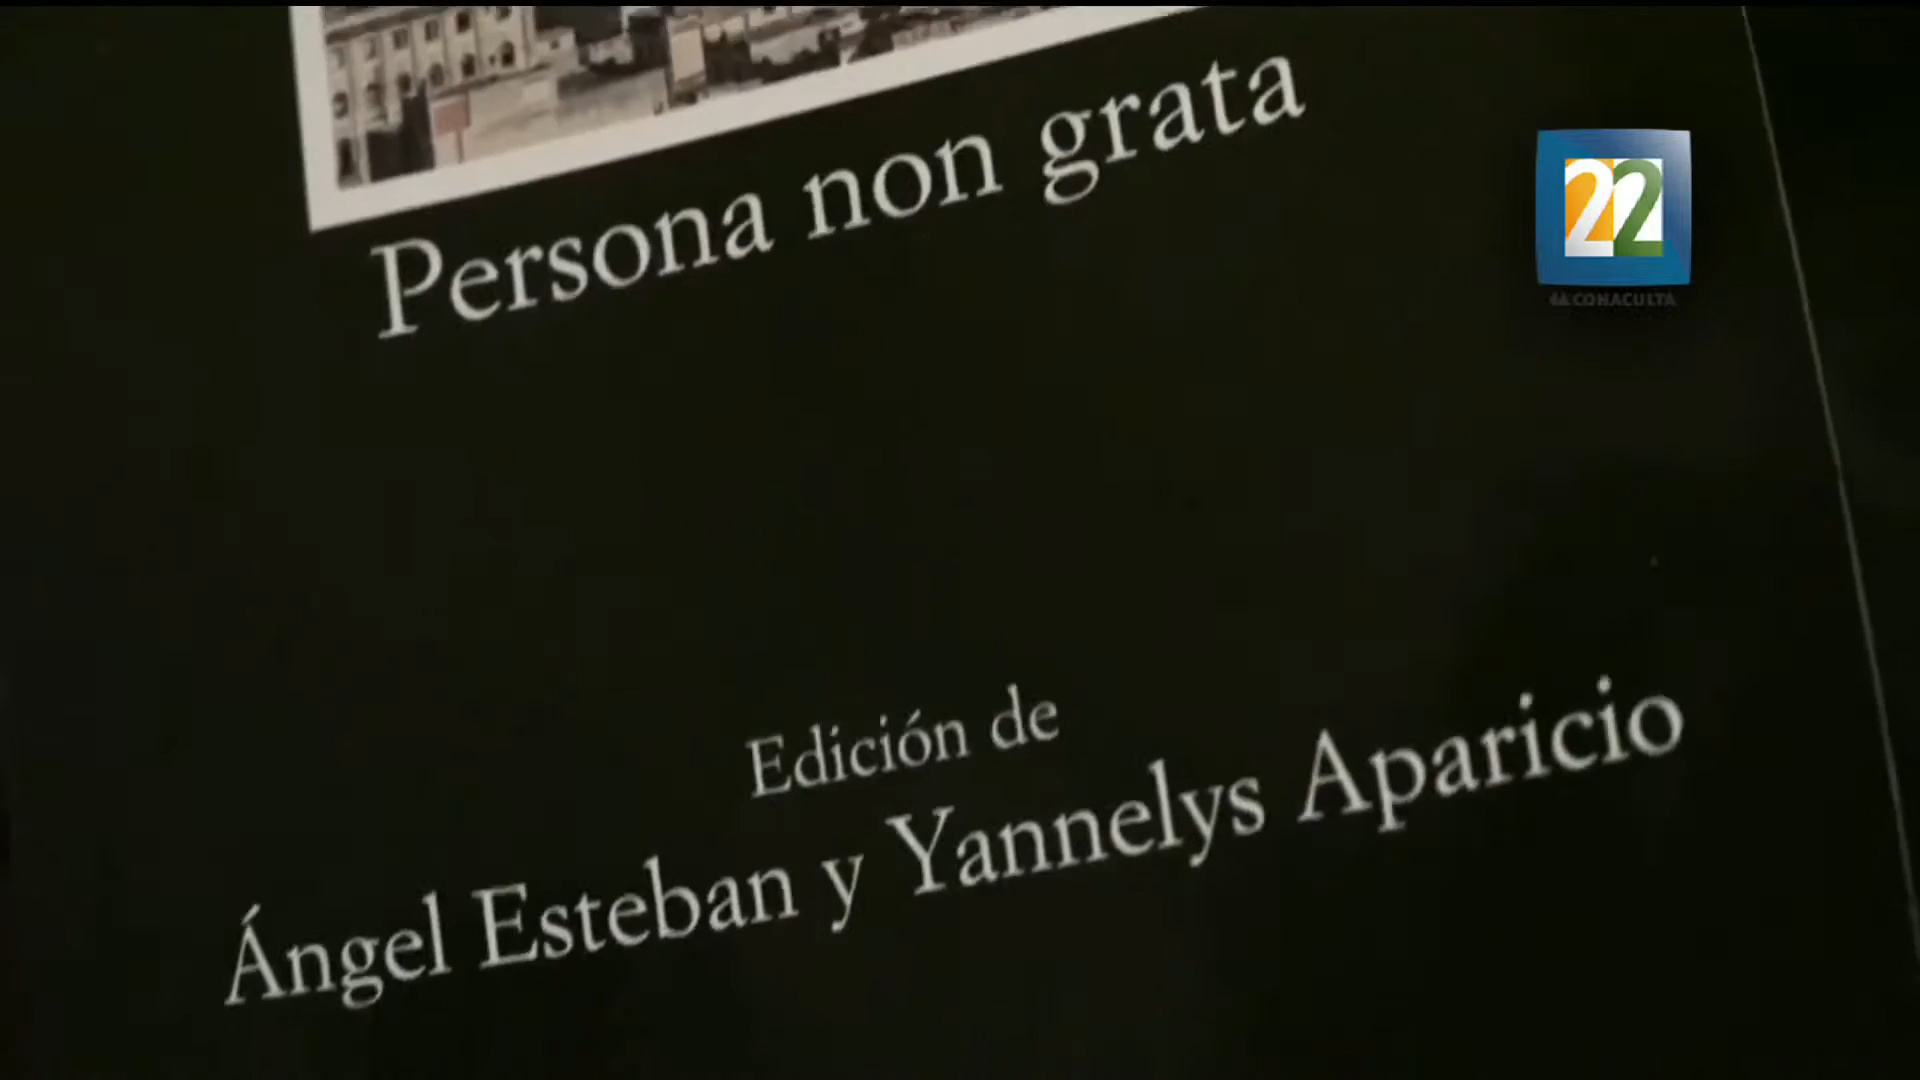 Persona non grata
22
CONACULTA
Edición de
Ángel Esteban y Yannelys Aparicio